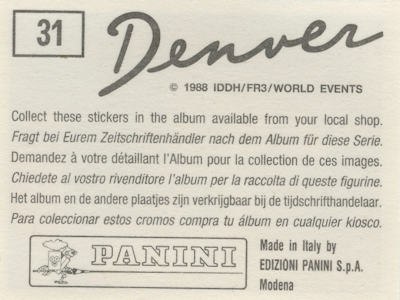 31
Denver
© 1988 IDDH/FR3/WORLD EVENTS
Collect these stickers in the album available from your local shop.
Fragt bei Eurem Zeitschriftenhändler nach dem Album für diese Serie.
Demandez à votre détaillant l'Album pour la collection de ces images.
Chiedete al vostro rivenditore l'album per la raccolta di queste figurine.
Het album en de andere plaatjes zijn verkrijgbaar bij de tijdschrifthandelaar.
Para coleccionar estos cromos compra tu álbum en cualquier kiosco.
PANINI
Made in Italy by
EDIZIONI PANINI S.p.A.
Modena